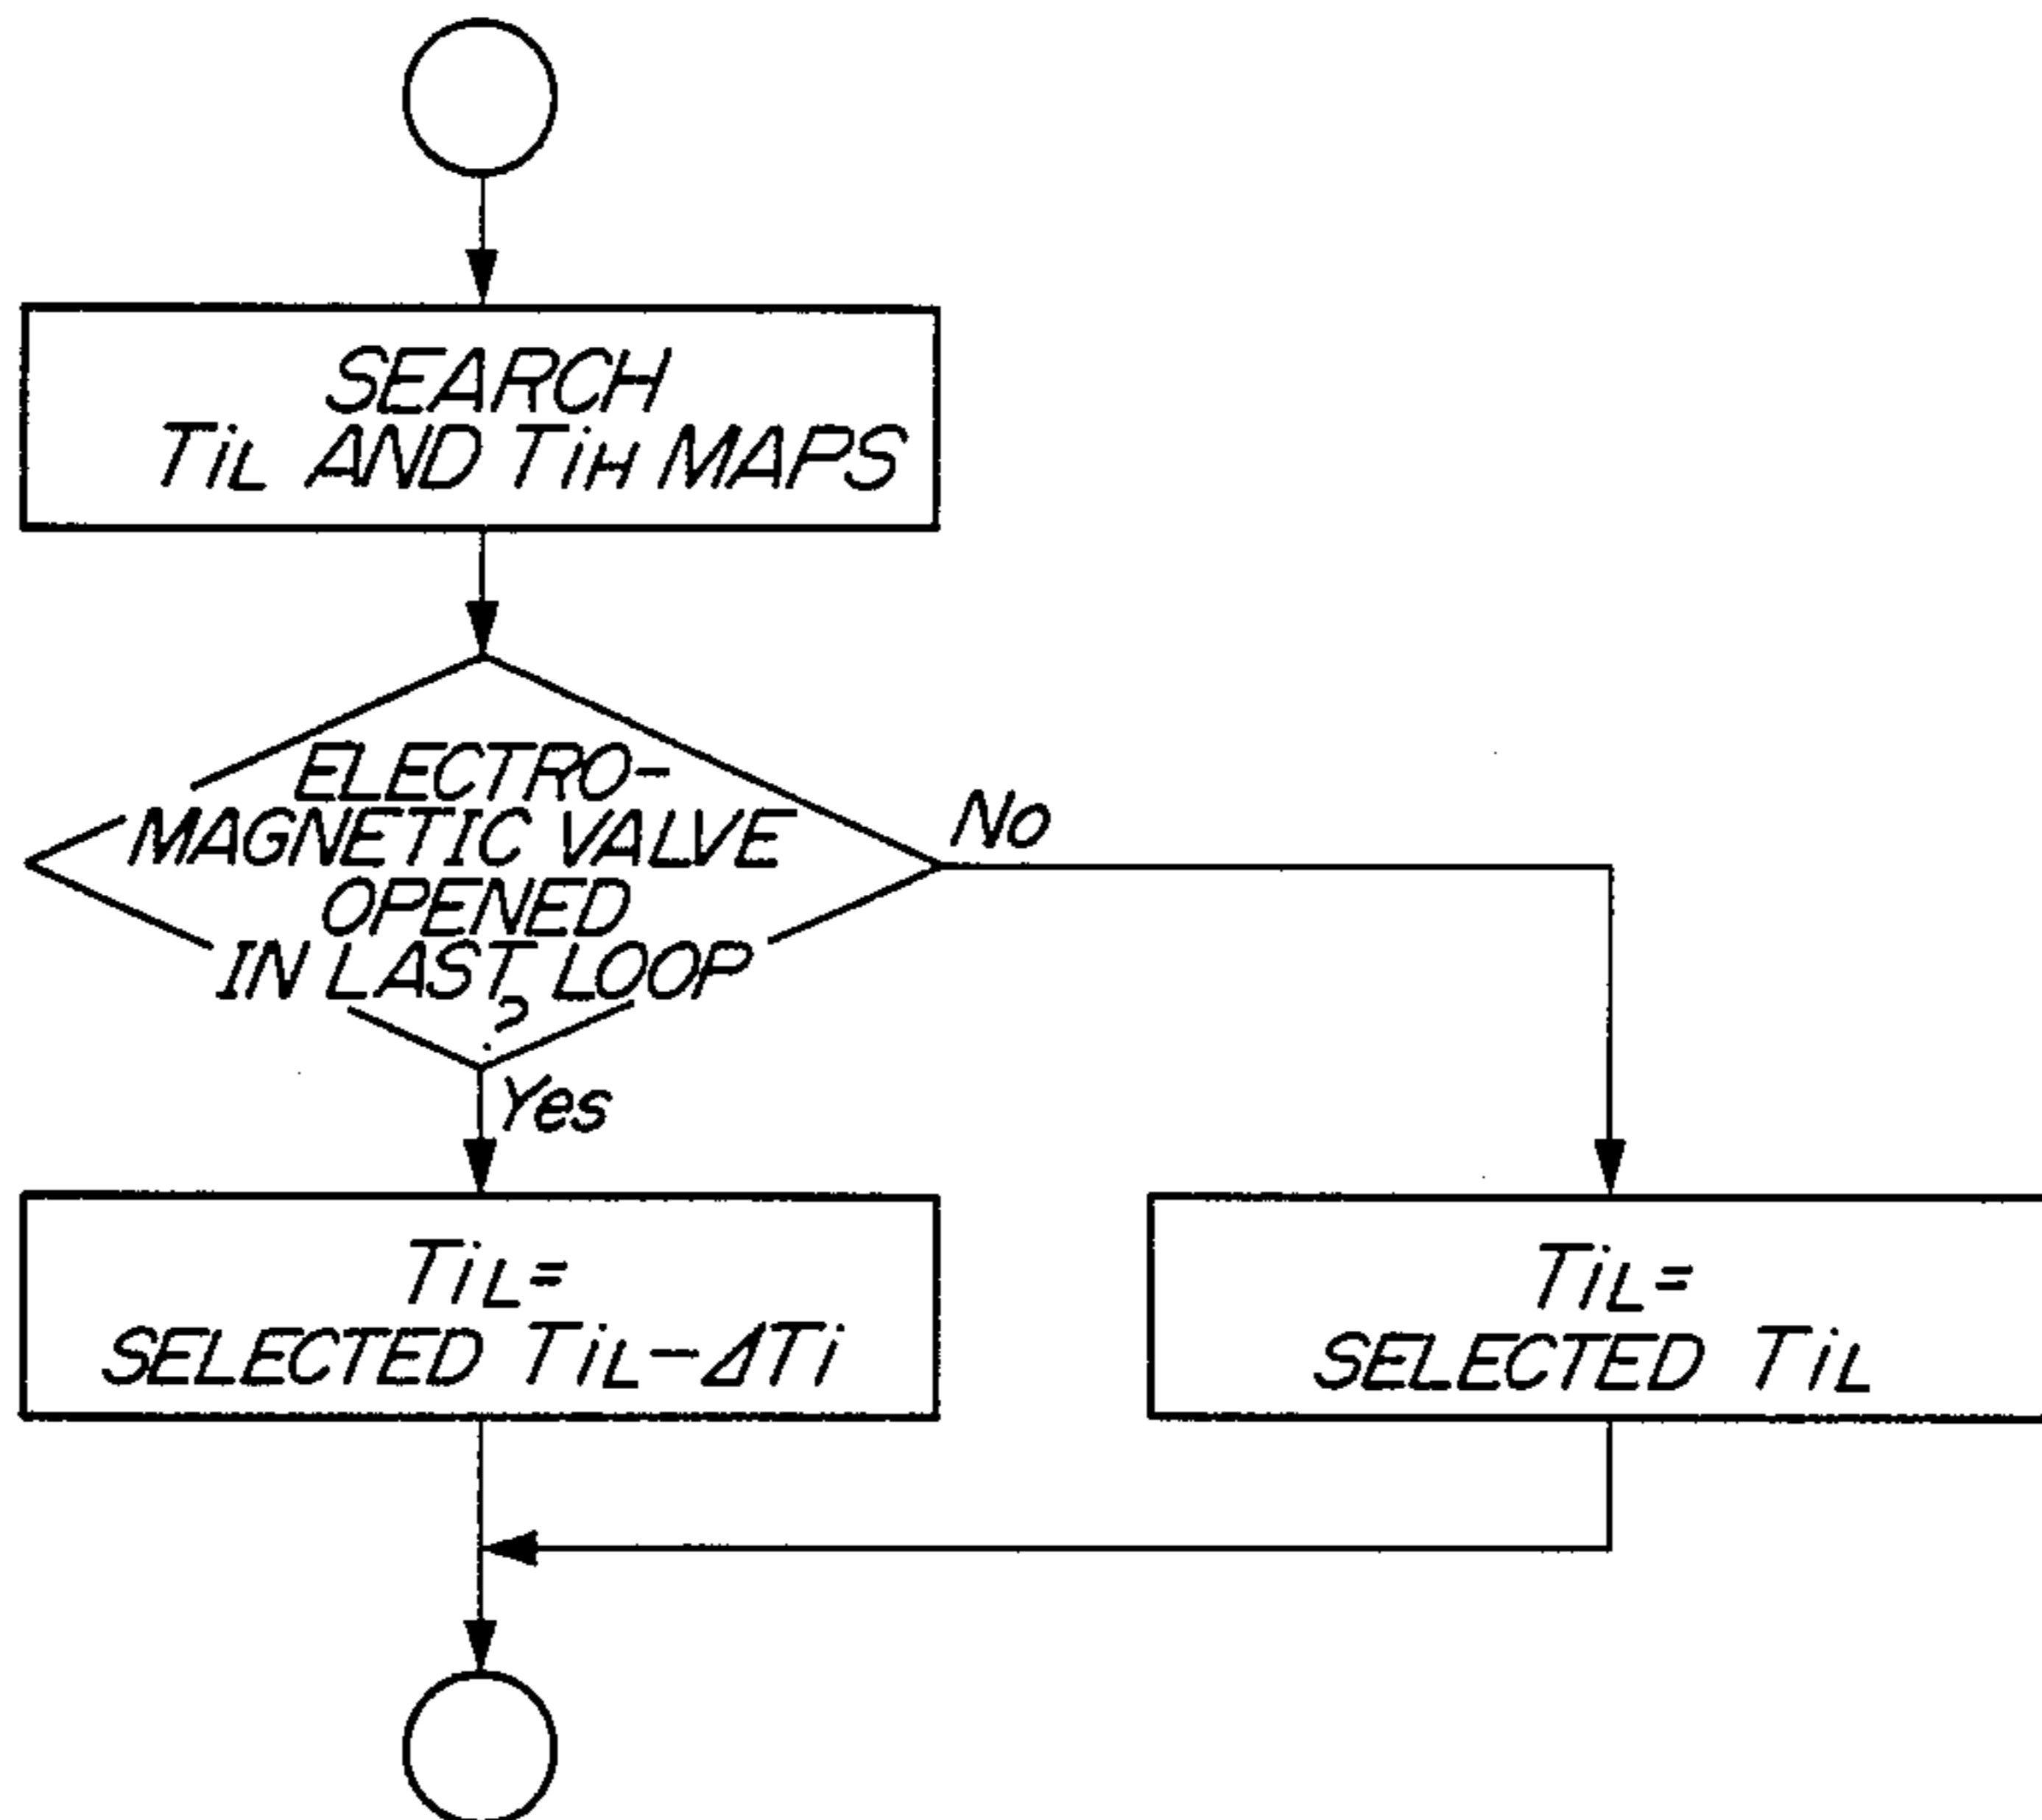 SEARCH
TiL AND TiH MAPS
ELECTRO-
MAGNETIC VALVE
OPENED
IN LAST LOOP
?
No
Yes
TiL=
SELECTED TiL-ΔTi
TiL=
SELECTED TiL